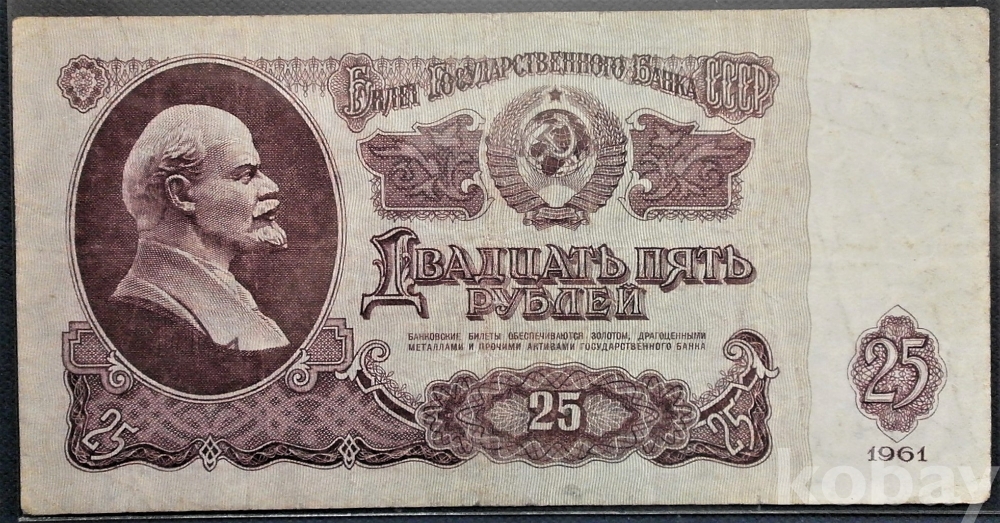 Билет Государственного Банка СССР
Двадцать пять
рублей
БАНКОВСКИЕ БИЛЕТЫ ОБЕСПЕЧИВАЮТСЯ ЗОЛОТОМ, ДРАГОЦЕННЫМИ
МЕТАЛЛАМИ И ПРОЧИМИ АКТИВАМИ ГОСУДАРСТВЕННОГО БАНКА
25
25
25
25
1961
kobay